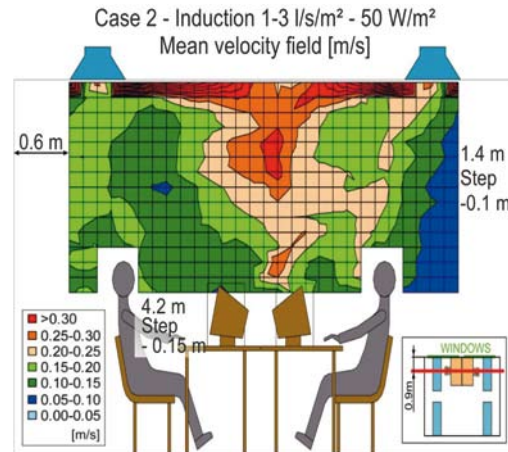 Case 2 - Induction 1-3 l/s/m² - 50 W/m²
Mean velocity field [m/s]
0.6 m
1.4 m
Step
-0.1 m
4.2 m
Step
- 0.15 m
>0.30
0.25-0.30
0.20-0.25
0.15-0.20
0.10-0.15
0.05-0.10
0.00-0.05
[m/s]
WINDOWS
0.9m